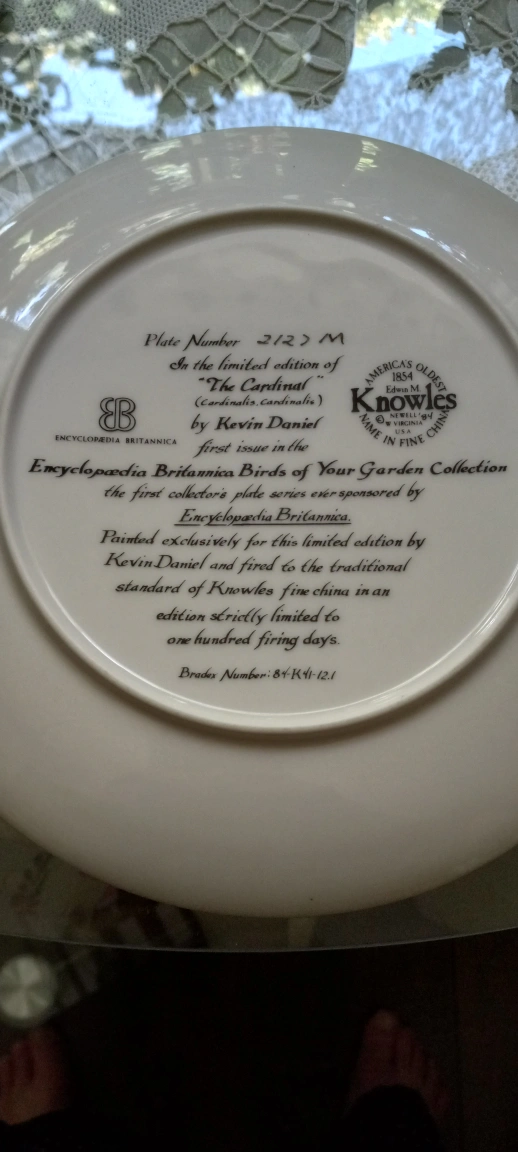 Plate Number 2127 M
In the limited edition of
"The Cardinal"
(Cardinalis, Cardinalis)
by Kevin Daniel
first issue in the
Encyclopædia Britannica Birds of Your Garden Collection
the first collector's plate series ever sponsored by
Encyclopædia Britannica.
Painted exclusively for this limited edition by
Kevin Daniel and fired to the traditional
standard of Knowles fine china in an
edition strictly limited to
one hundred firing days.
Bradex Number: 84-K41-12.1
EB
ENCYCLOPÆDIA BRITANNICA
AMERICA'S OLDEST
1854
Edwin M.
Knowles
NEWELL '84
© W VIRGINIA
U.S.A
NAME IN FINE CHINA